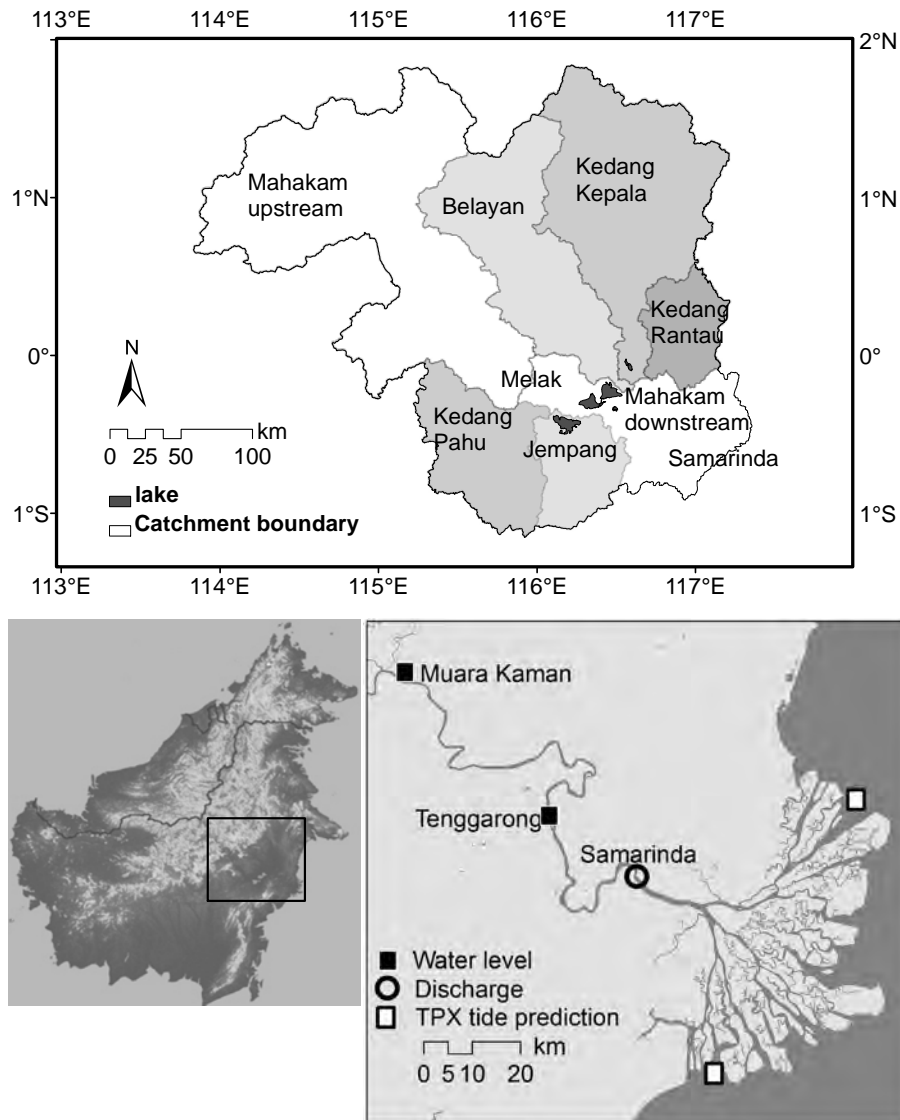 113°E 114°E 115°E 116°E 117°E
2°N
1°N
1°N
0°
0°
1°S
1°S
Mahakam
upstream
Belayan
Kedang
Kepala
Kedang
Rantau
Melak
Mahakam
downstream
Kedang
Pahu
Jempang
Samarinda
N
km
0 25 50 100
lake
Catchment boundary
113°E 114°E 115°E 116°E 117°E
Muara Kaman
Tenggarong
Samarinda
Water level
Discharge
TPX tide prediction
km
0 5 10 20